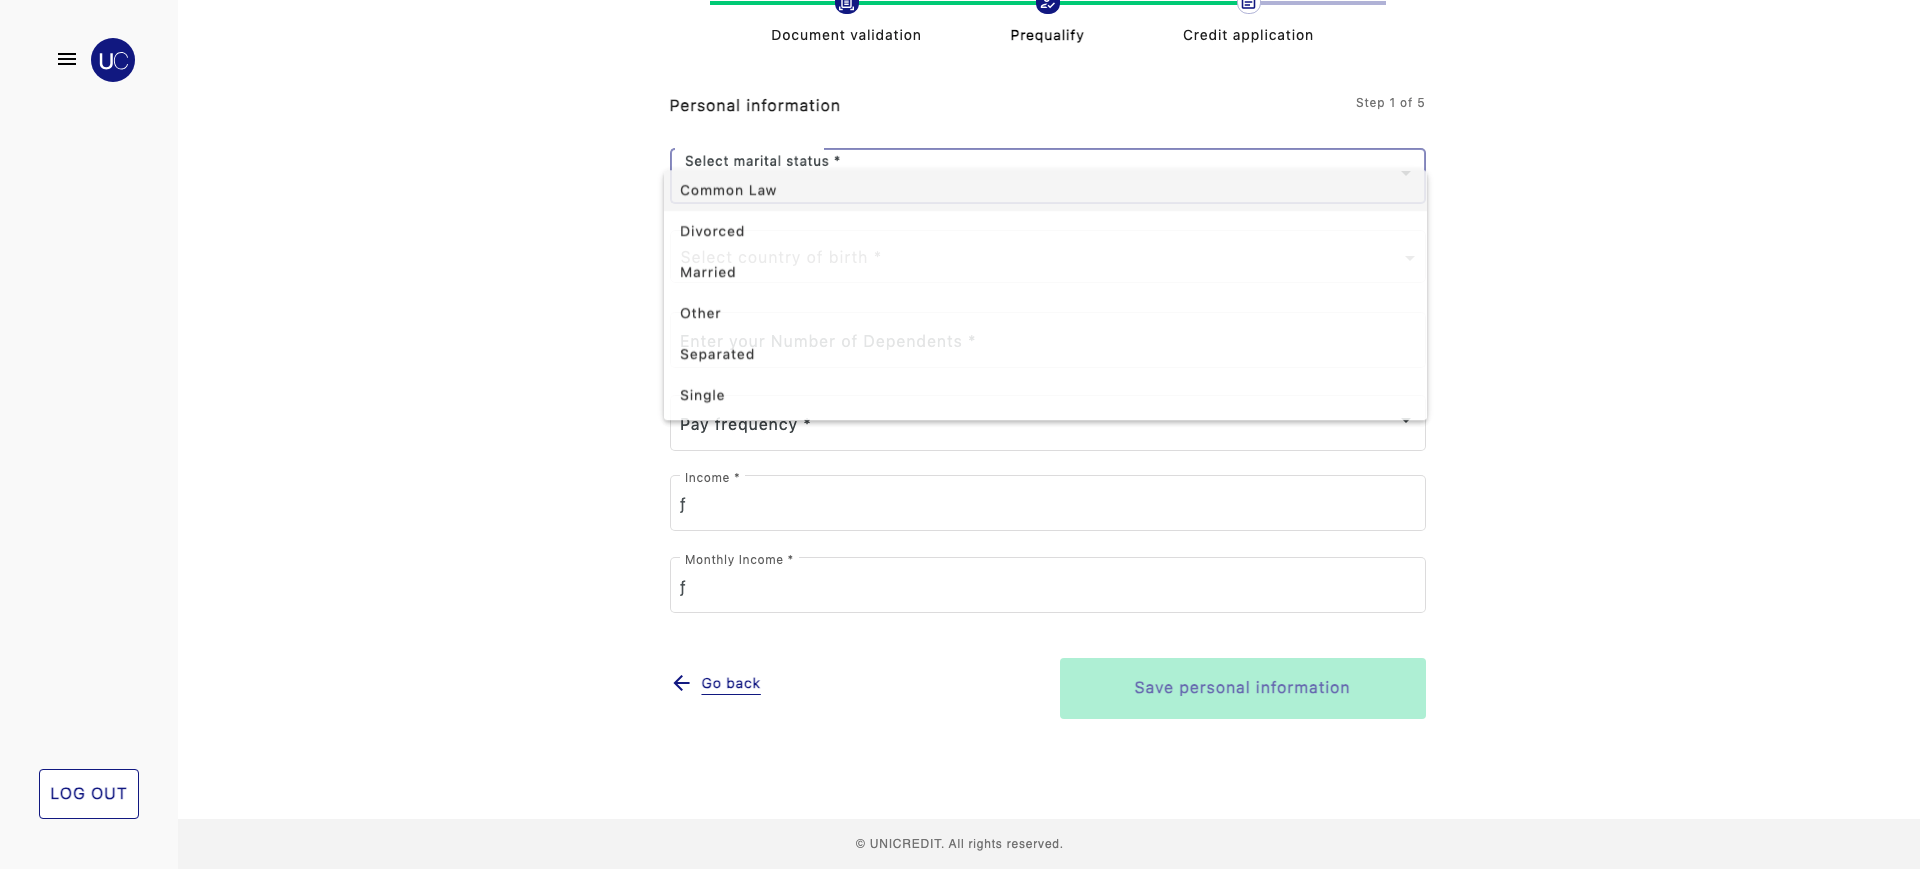 UC
Document validation
Prequalify
Credit application
Personal information
Step 1 of 5
Select marital status *
Common Law
Divorced
Select country of birth *
Married
Other
Enter your Number of Dependents *
Separated
Single
Pay frequency *
Income *
ƒ
Monthly Income *
ƒ
Go back
Save personal information
LOG OUT
© UNICREDIT. All rights reserved.